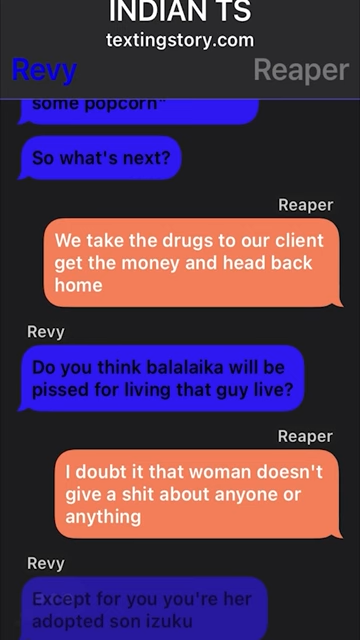 INDIAN TS
textingstory.com
Revy Reaper
some popcorn"
So what's next?
Reaper
We take the drugs to our client
get the money and head back
home
Revy
Do you think balalaika will be
pissed for living that guy live?
Reaper
I doubt it that woman doesn't
give a shit about anyone or
anything
Revy
Except for you you're her
adopted son izuku